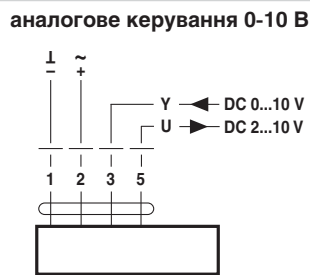 аналогове керування 0-10 В
⊥ ~
− +
Y DC 0...10 V
U DC 2...10 V
1 2 3 5